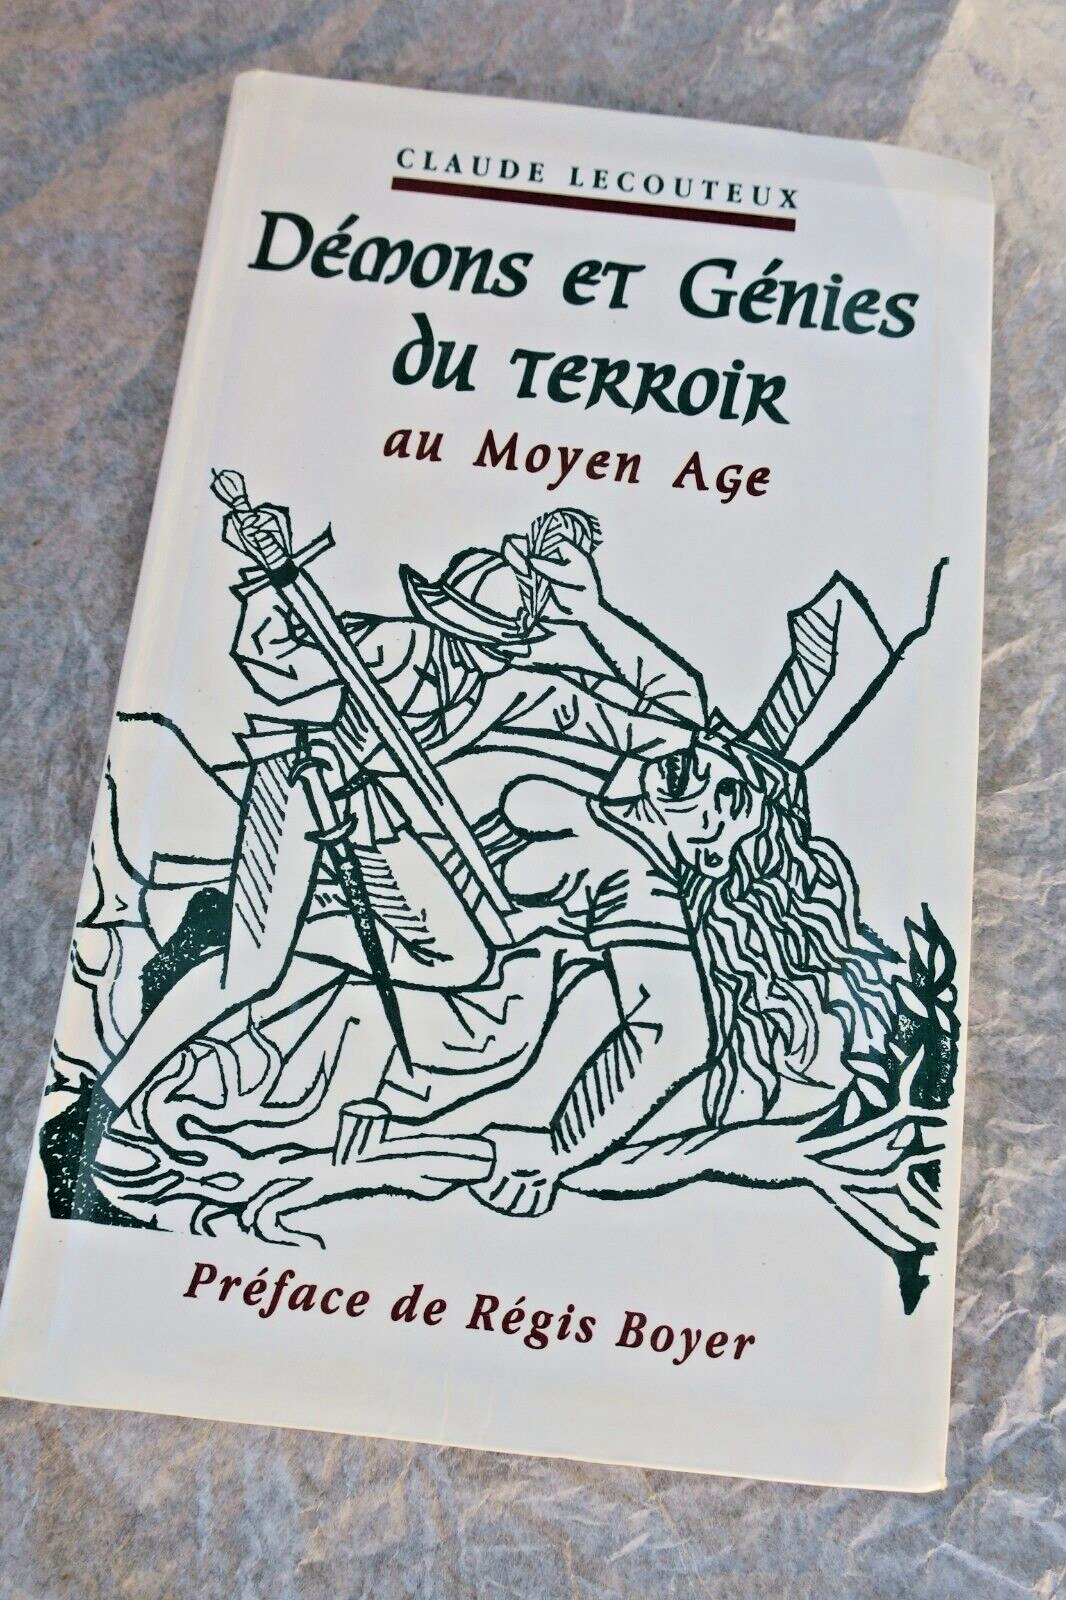 CLAUDE LECOUTEUX
Démons et Génies
du terroir
au Moyen Age
Préface de Régis Boyer